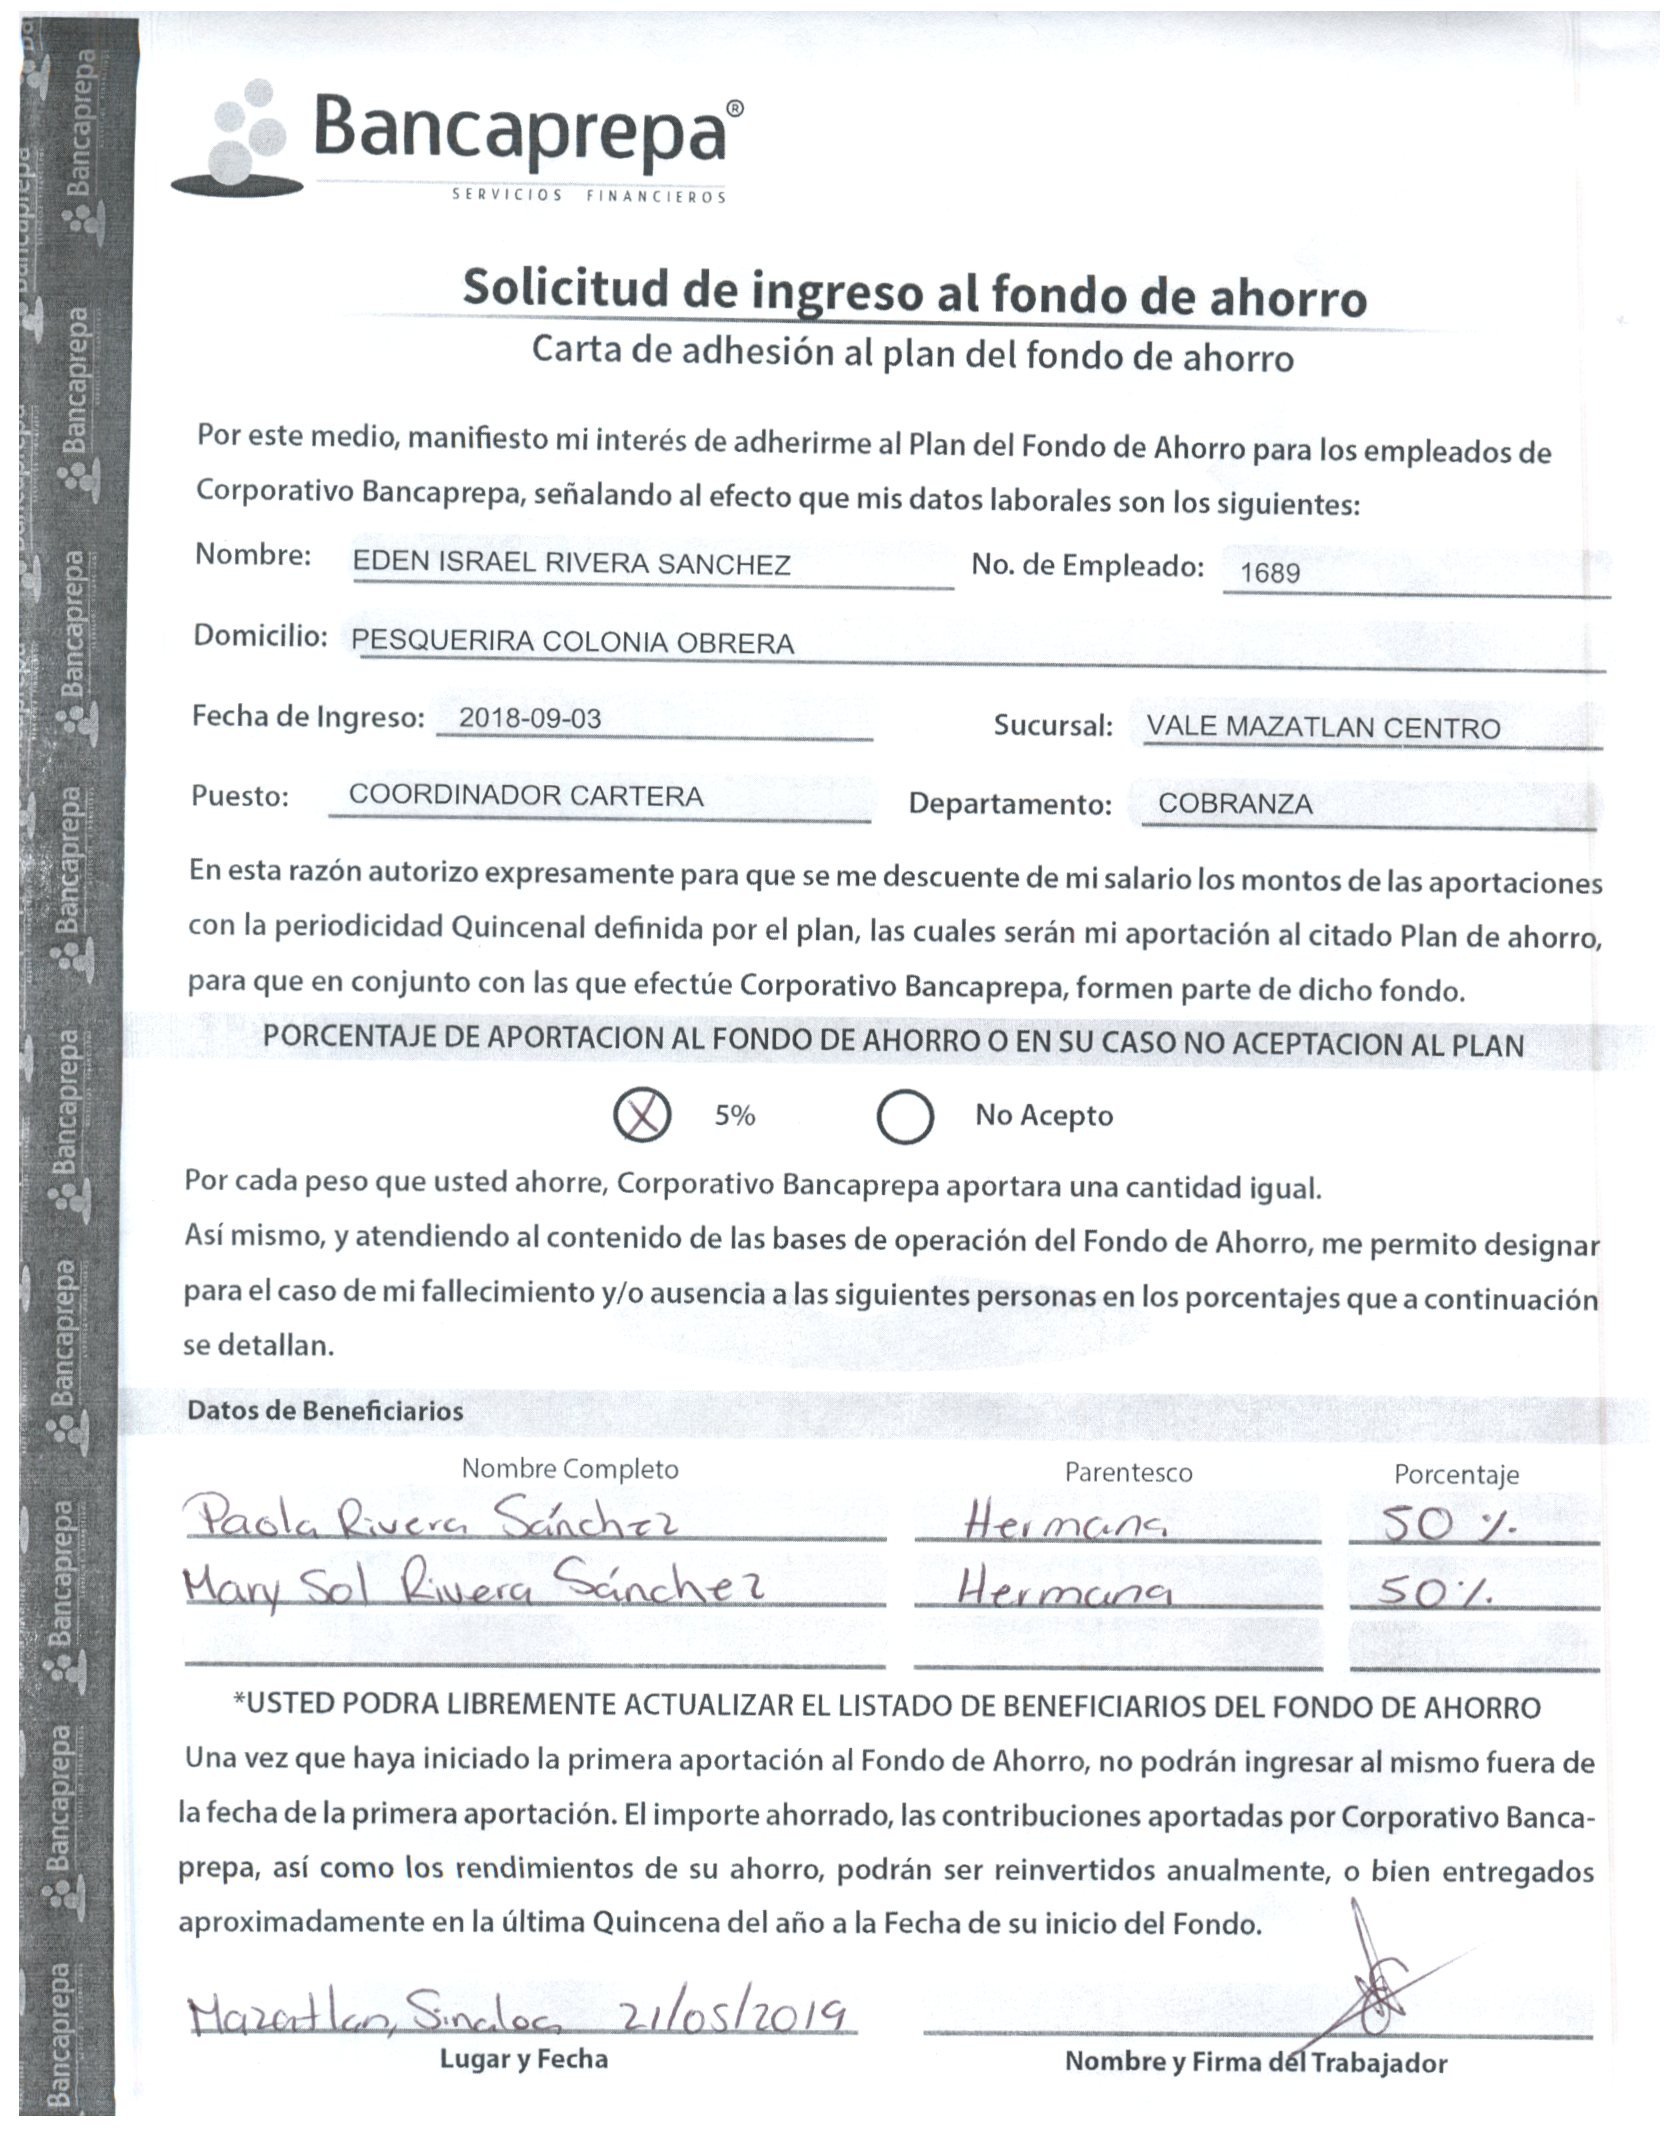 Bancaprepa®
SERVICIOS FINANCIEROS
Solicitud de ingreso al fondo de ahorro
Carta de adhesión al plan del fondo de ahorro
Por este medio, manifiesto mi interés de adherirme al Plan del Fondo de Ahorro para los empleados de
Corporativo Bancaprepa, señalando al efecto que mis datos laborales son los siguientes:
Nombre: EDEN ISRAEL RIVERA SANCHEZ No. de Empleado: 1689
Domicilio: PESQUERIRA COLONIA OBRERA
Fecha de Ingreso: 2018-09-03 Sucursal: VALE MAZATLAN CENTRO
Puesto: COORDINADOR CARTERA Departamento: COBRANZA
En esta razón autorizo expresamente para que se me descuente de mi salario los montos de las aportaciones
con la periodicidad Quincenal definida por el plan, las cuales serán mi aportación al citado Plan de ahorro,
para que en conjunto con las que efectúe Corporativo Bancaprepa, formen parte de dicho fondo.
PORCENTAJE DE APORTACION AL FONDO DE AHORRO O EN SU CASO NO ACEPTACION AL PLAN
X 5% No Acepto
Por cada peso que usted ahorre, Corporativo Bancaprepa aportara una cantidad igual.
Así mismo, y atendiendo al contenido de las bases de operación del Fondo de Ahorro, me permito designar
para el caso de mi fallecimiento y/o ausencia a las siguientes personas en los porcentajes que a continuación
se detallan.
Datos de Beneficiarios
Nombre Completo Parentesco Porcentaje
Paola Rivera Sánchez Hermana 50 %
Mary Sol Rivera Sánchez Hermana 50%
*USTED PODRA LIBREMENTE ACTUALIZAR EL LISTADO DE BENEFICIARIOS DEL FONDO DE AHORRO
Una vez que haya iniciado la primera aportación al Fondo de Ahorro, no podrán ingresar al mismo fuera de
la fecha de la primera aportación. El importe ahorrado, las contribuciones aportadas por Corporativo Banca-
prepa, así como los rendimientos de su ahorro, podrán ser reinvertidos anualmente, o bien entregados
aproximadamente en la última Quincena del año a la Fecha de su inicio del Fondo.
Mazatlan, Sinaloa 21/05/2019
Lugar y Fecha Nombre y Firma del Trabajador
Bancaprepa
Bancaprepa
Bancaprepa
Bancaprepa
Bancaprepa
Bancaprepa
Bancaprepa
Bancaprepa
Bancaprepa